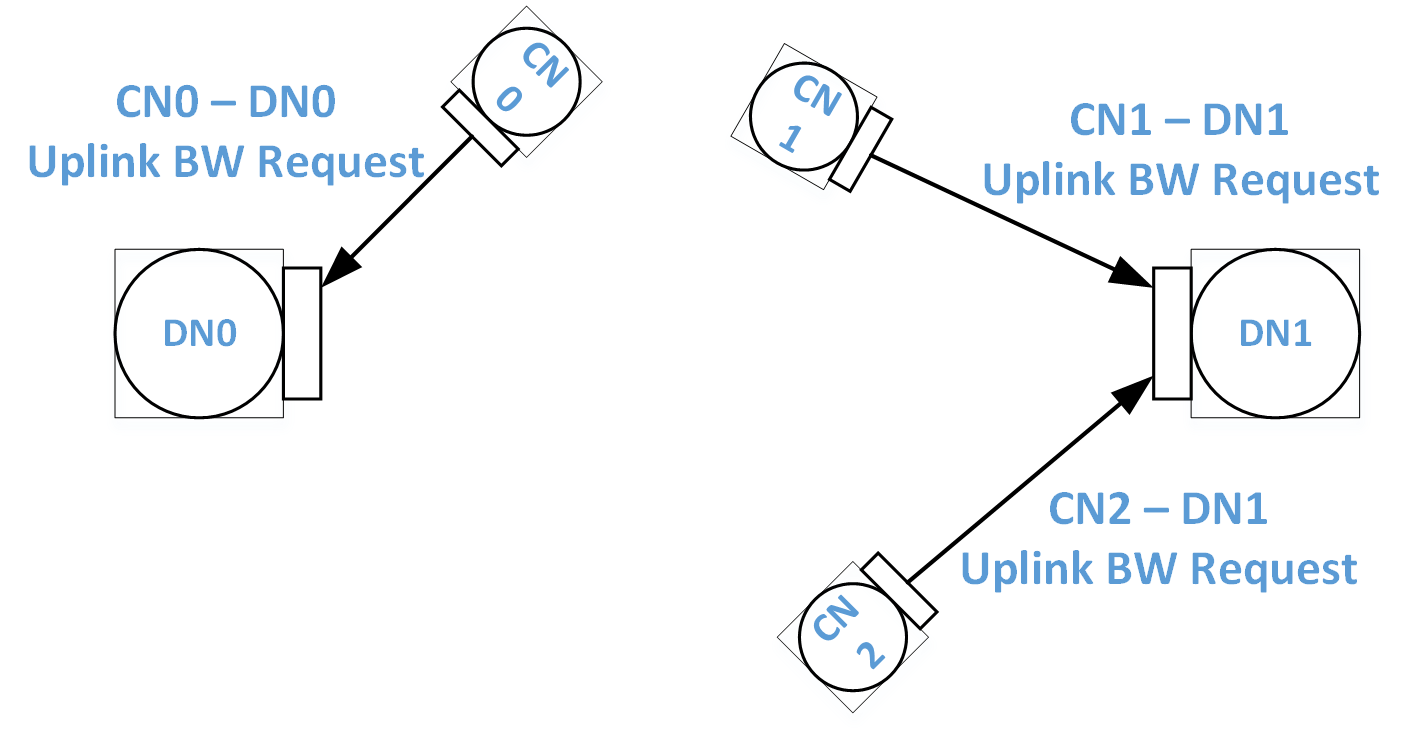 CN
0
CN0 – DN0
Uplink BW Request
DN0
CN
1
CN1 – DN1
Uplink BW Request
DN1
CN2 – DN1
Uplink BW Request
CN
2